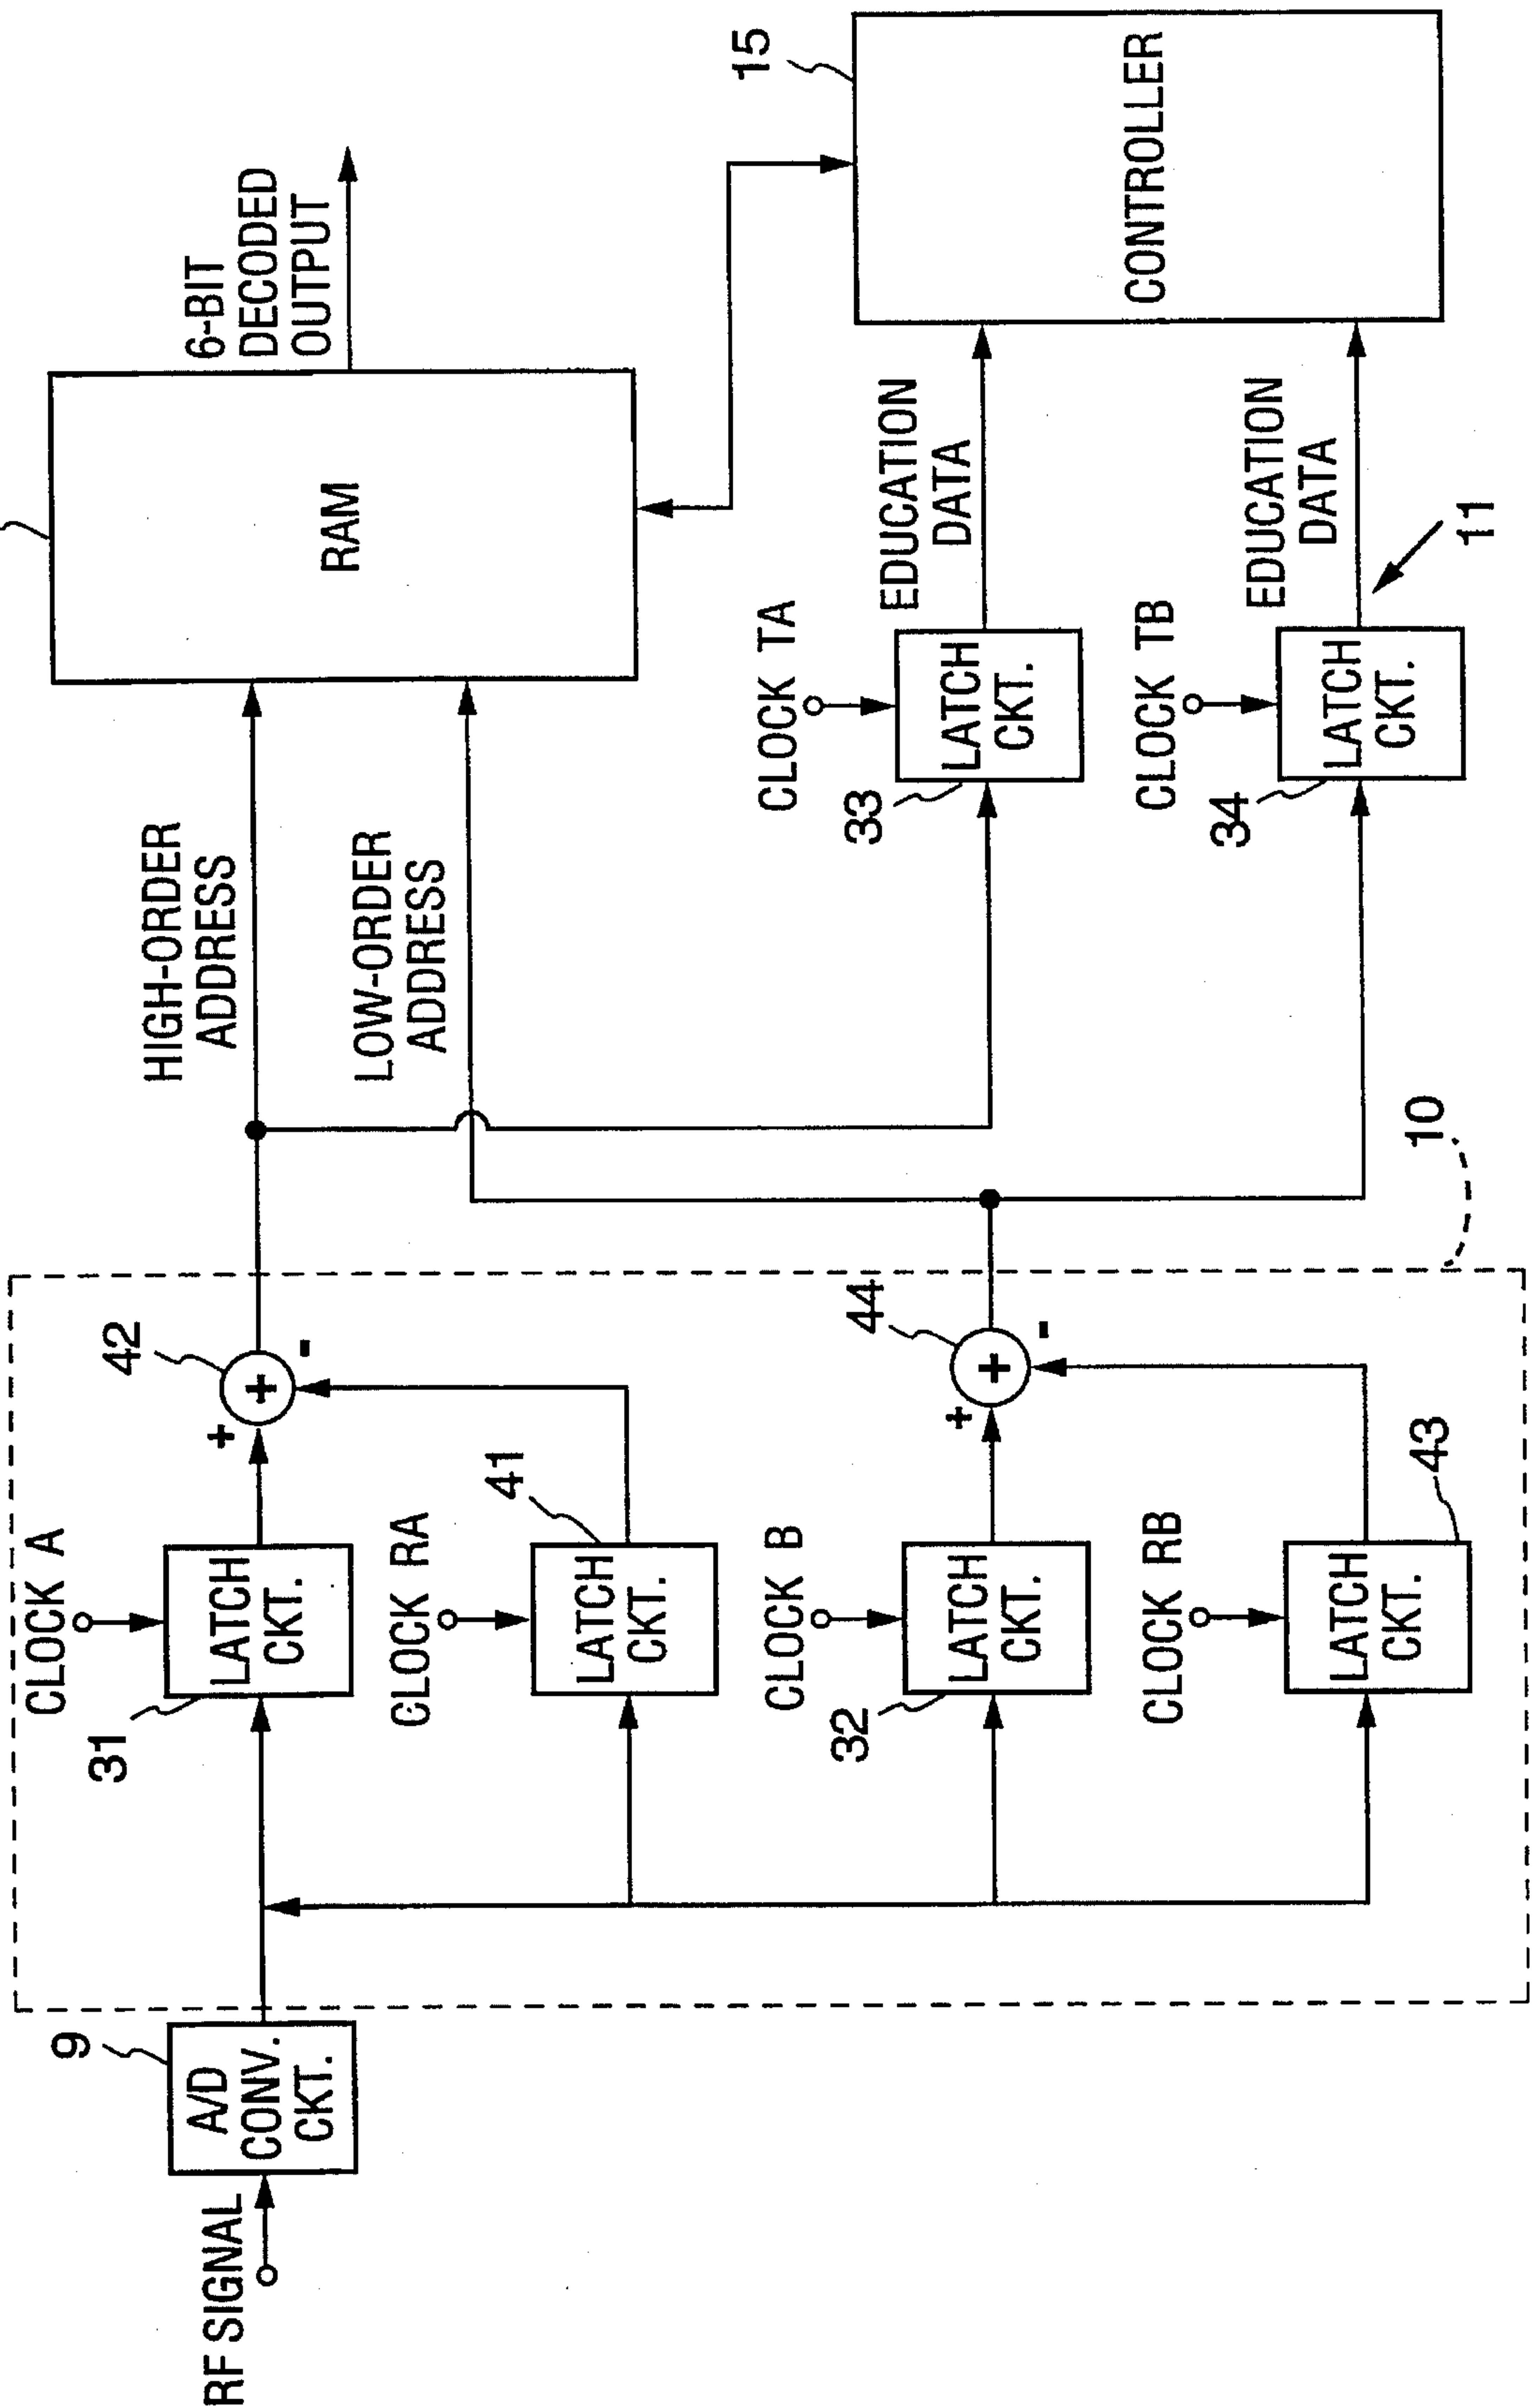 RF SIGNAL
9
A/D
CONV.
CKT.
CLOCK A
31
LATCH
CKT.
42
+
+
-
CLOCK RA
41
LATCH
CKT.
CLOCK B
32
LATCH
CKT.
44
+
+
-
CLOCK RB
43
LATCH
CKT.
10
HIGH-ORDER
ADDRESS
LOW-ORDER
ADDRESS
RAM
6-BIT
DECODED
OUTPUT
CLOCK TA
33
LATCH
CKT.
EDUCATION
DATA
CLOCK TB
34
LATCH
CKT.
EDUCATION
DATA
11
15
CONTROLLER